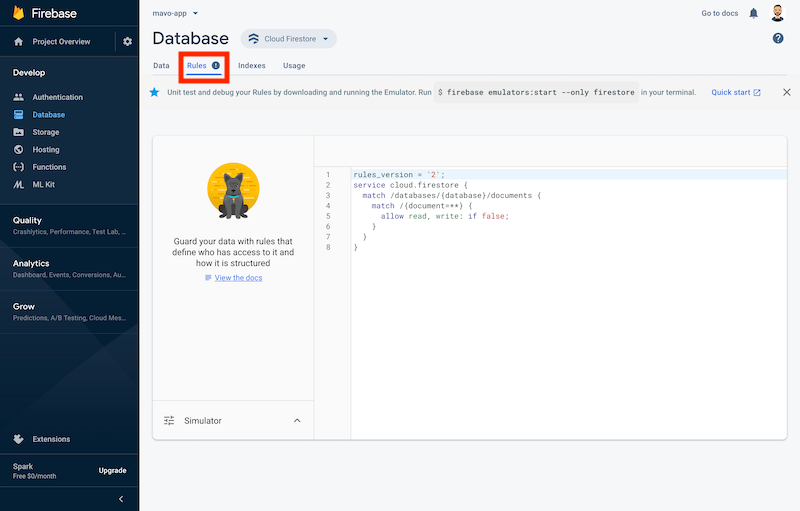 Firebase
Project Overview
Develop
Authentication
Database
Storage
Hosting
Functions
ML Kit
Quality
Crashlytics, Performance, Test Lab, ...
Analytics
Dashboard, Events, Conversions, Au...
Grow
Predictions, A/B Testing, Cloud Mes...
Extensions
Spark
Free $0/month
Upgrade
mavo-app
Go to docs
Database
Cloud Firestore
Data
Rules
Indexes
Usage
Unit test and debug your Rules by downloading and running the Emulator. Run $ firebase emulators:start --only firestore in your terminal.
Quick start
Guard your data with rules that
define who has access to it and
how it is structured
View the docs
Simulator
1 rules_version = '2';
2 service cloud.firestore {
3 match /databases/{database}/documents {
4 match /{document=**} {
5 allow read, write: if false;
6 }
7 }
8 }